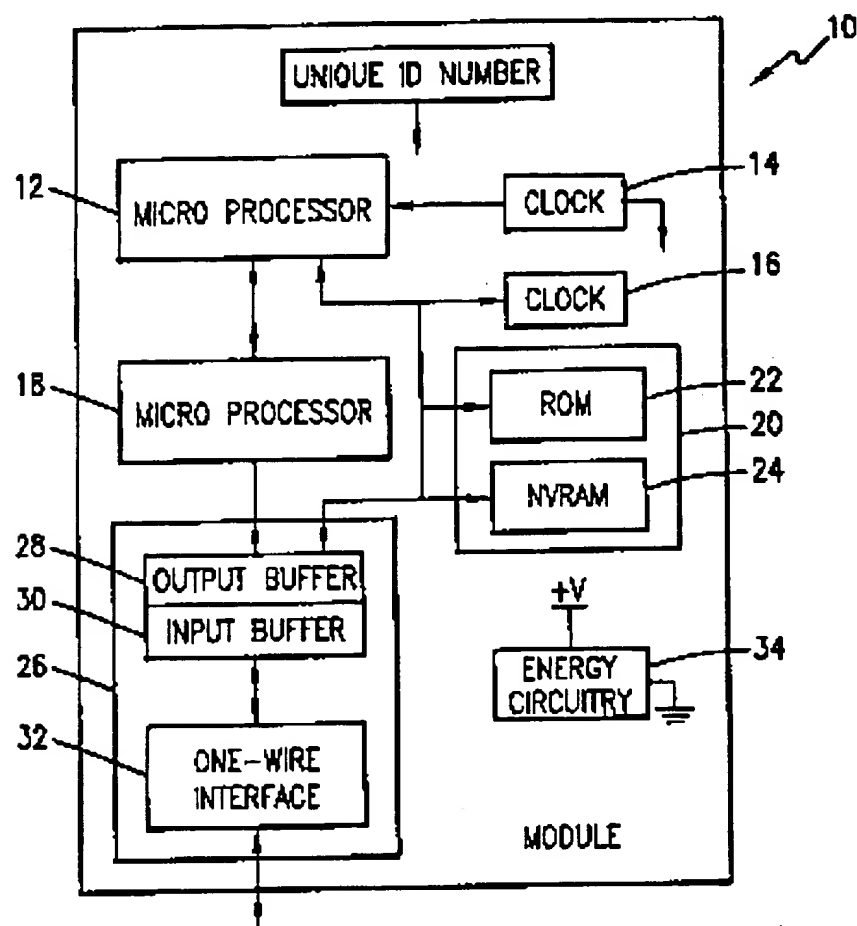 10
UNIQUE ID NUMBER
12
MICRO PROCESSOR
14
CLOCK
16
CLOCK
18
MICRO PROCESSOR
22
ROM
20
24
NVRAM
28
OUTPUT BUFFER
30
INPUT BUFFER
+V
34
ENERGY
CIRCUITRY
26
32
ONE-WIRE
INTERFACE
MODULE